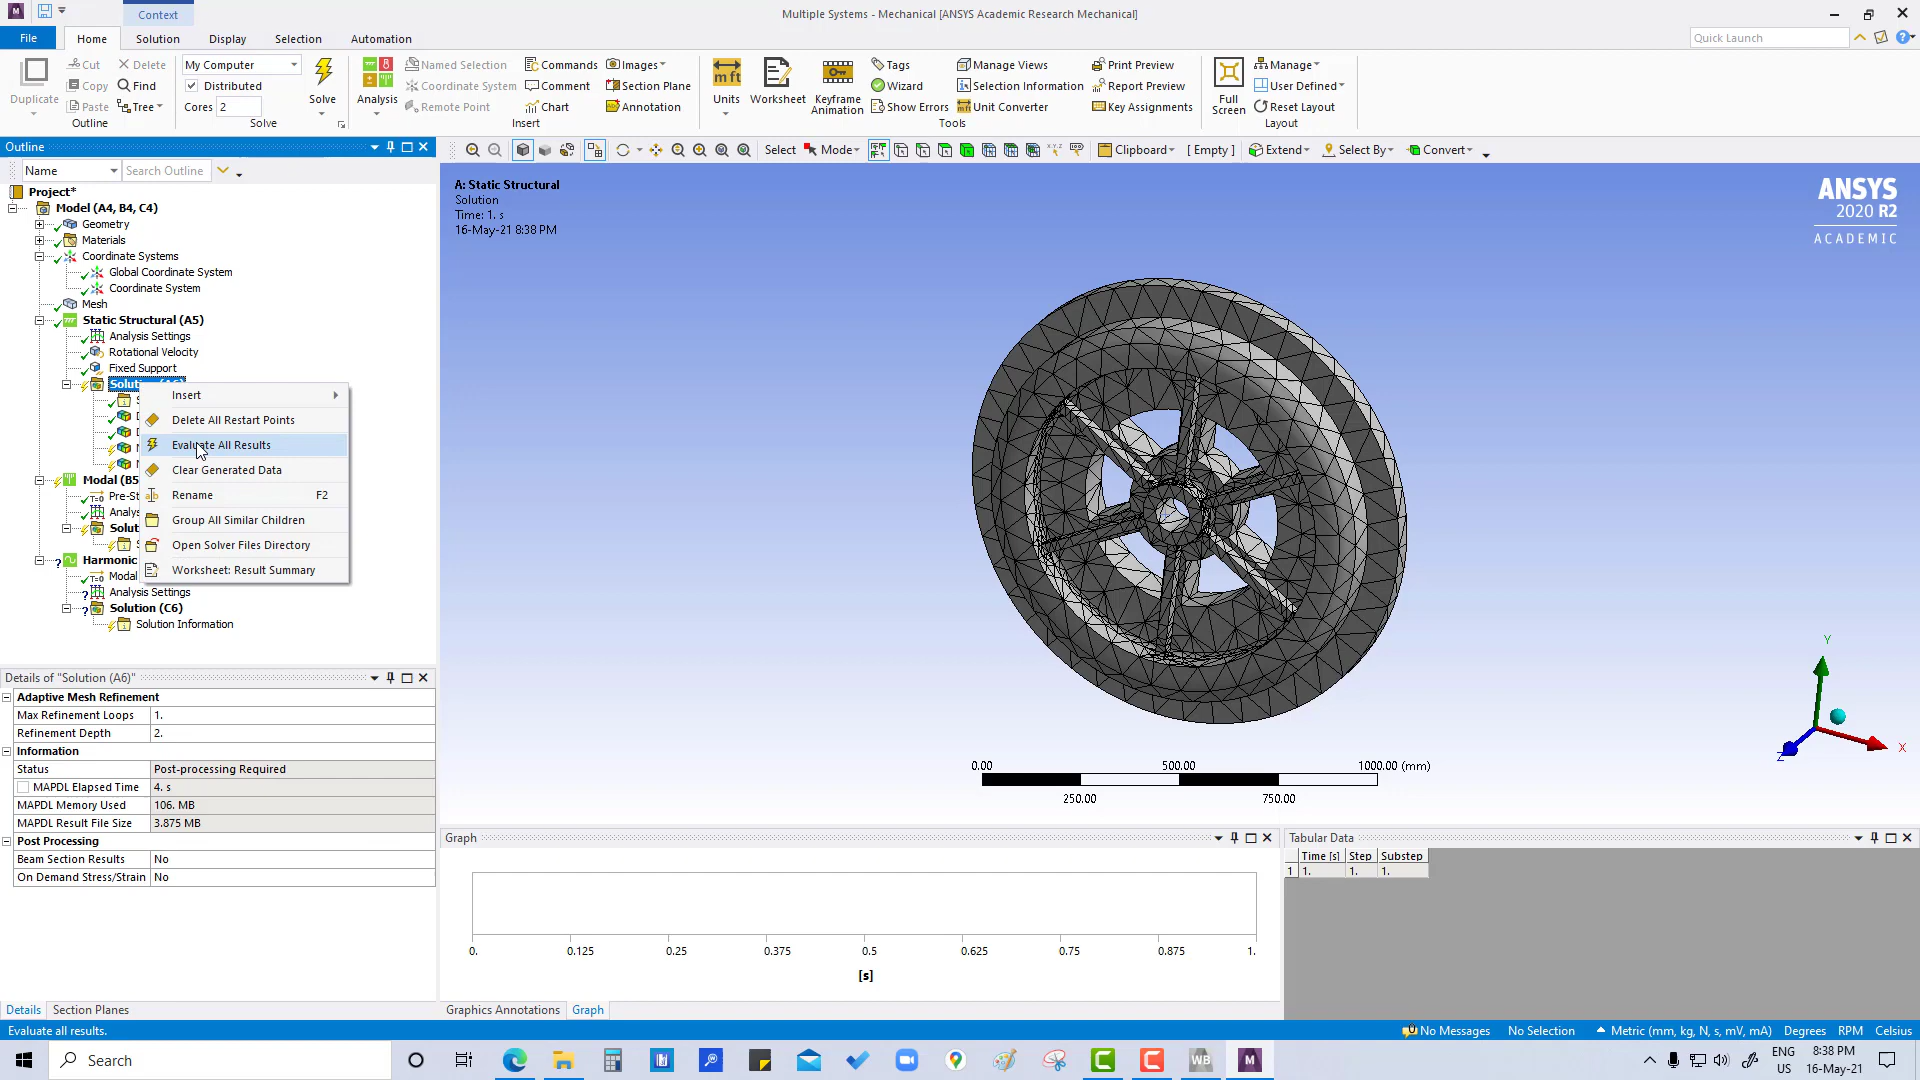 Context
Multiple Systems - Mechanical [ANSYS Academic Research Mechanical]
File
Home
Solution
Display
Selection
Automation
Quick Launch
Duplicate
Cut
Copy
Paste
Delete
Find
Tree
Outline
My Computer
Distributed
Cores 2
Solve
Solve
Analysis
Named Selection
Coordinate System
Remote Point
Commands
Comment
Chart
Images
Section Plane
Annotation
Insert
Units
Worksheet
Keyframe
Animation
Tags
Wizard
Show Errors
Manage Views
Selection Information
Unit Converter
Print Preview
Report Preview
Key Assignments
Tools
Full
Screen
Manage
User Defined
Reset Layout
Layout
Outline
Name
Search Outline
Select
Mode
Clipboard
[ Empty ]
Extend
Select By
Convert
Project*
Model (A4, B4, C4)
Geometry
Materials
Coordinate Systems
Global Coordinate System
Coordinate System
Mesh
Static Structural (A5)
Analysis Settings
Rotational Velocity
Fixed Support
Insert
Delete All Restart Points
Evaluate All Results
Clear Generated Data
Rename F2
Group All Similar Children
Open Solver Files Directory
Worksheet: Result Summary
Modal (B5
Harmonic
Modal
Analysis Settings
Solution (C6)
Solution Information
A: Static Structural
Solution
Time: 1. s
16-May-21 8:38 PM
ANSYS
2020 R2
ACADEMIC
0.00 500.00 1000.00 (mm)
250.00 750.00
Y
X
Z
Details of "Solution (A6)"
Adaptive Mesh Refinement
Max Refinement Loops 1.
Refinement Depth 2.
Information
Status Post-processing Required
MAPDL Elapsed Time 4. s
MAPDL Memory Used 106. MB
MAPDL Result File Size 3.875 MB
Post Processing
Beam Section Results No
On Demand Stress/Strain No
Details
Section Planes
Graph
0. 0.125 0.25 0.375 0.5 0.625 0.75 0.875 1.
[s]
Graphics Annotations
Graph
Tabular Data
Time [s] Step Substep
1 1. 1. 1.
Evaluate all results.
No Messages
No Selection
Metric (mm, kg, N, s, mV, mA)
Degrees
RPM
Celsius
Search
WB
M
ENG
US
8:38 PM
16-May-21